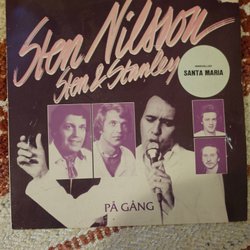 Sten Nilsson
Sten & Stanley
INNEHÅLLER
SANTA MARIA
PÅ GÅNG